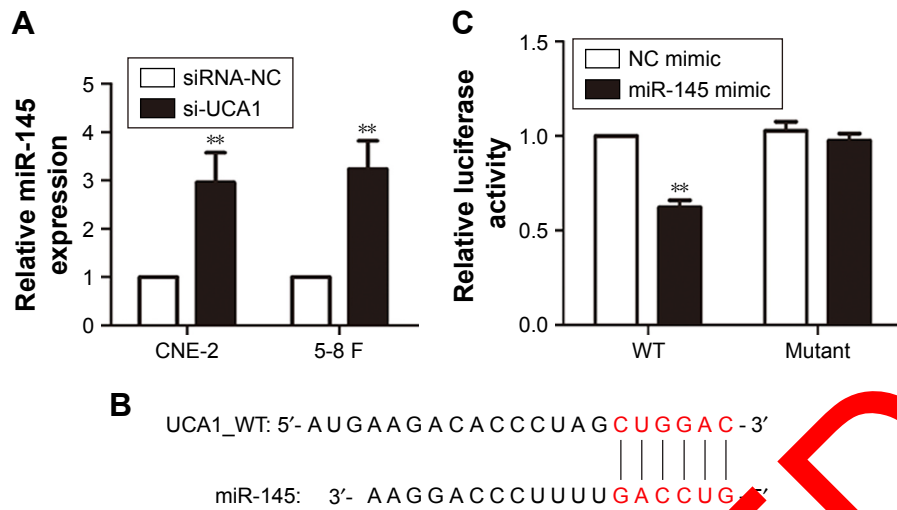 A
Relative miR-145 expression
5
4
3
2
1
0
siRNA-NC
si-UCA1
**
**
CNE-2
5-8 F
C
Relative luciferase activity
1.5
1.0
0.5
0.0
NC mimic
miR-145 mimic
**
WT
Mutant
B
UCA1_WT: 5′- A U G A A G A C A C C C U A G C U G G A C - 3′
miR-145: 3′- A A G G A C C C U U U U G A C C U G